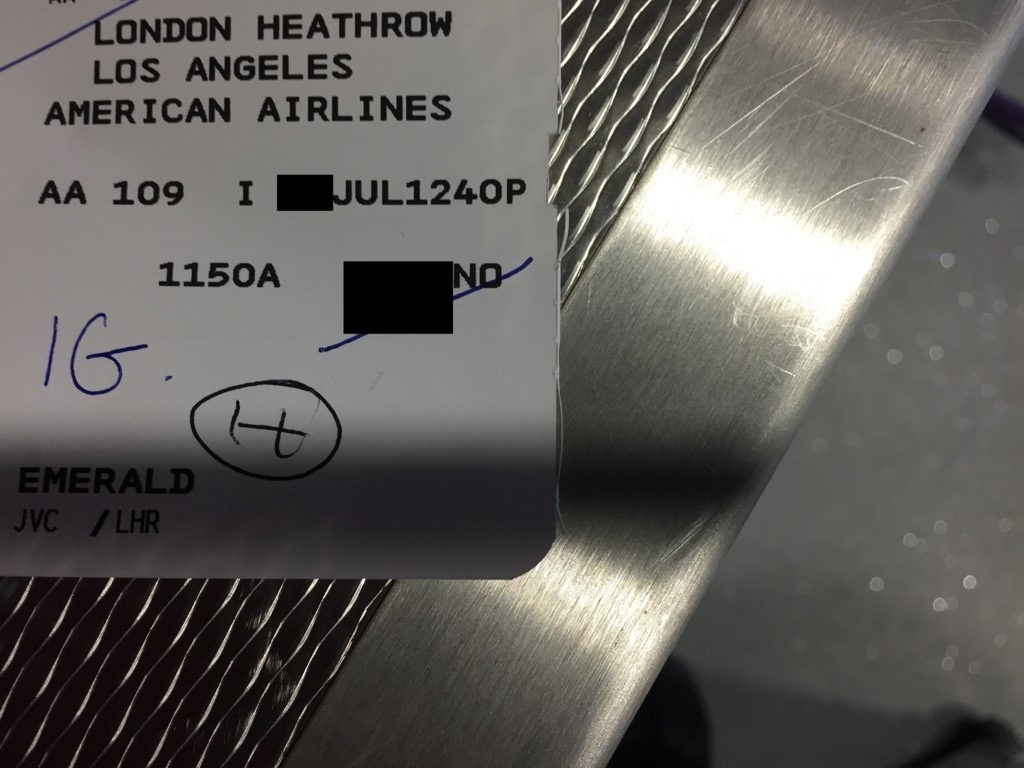 LONDON HEATHROW
LOS ANGELES
AMERICAN AIRLINES
AA 109 I JUL1240P
1150A NO
1G.
H
EMERALD
JVC /LHR